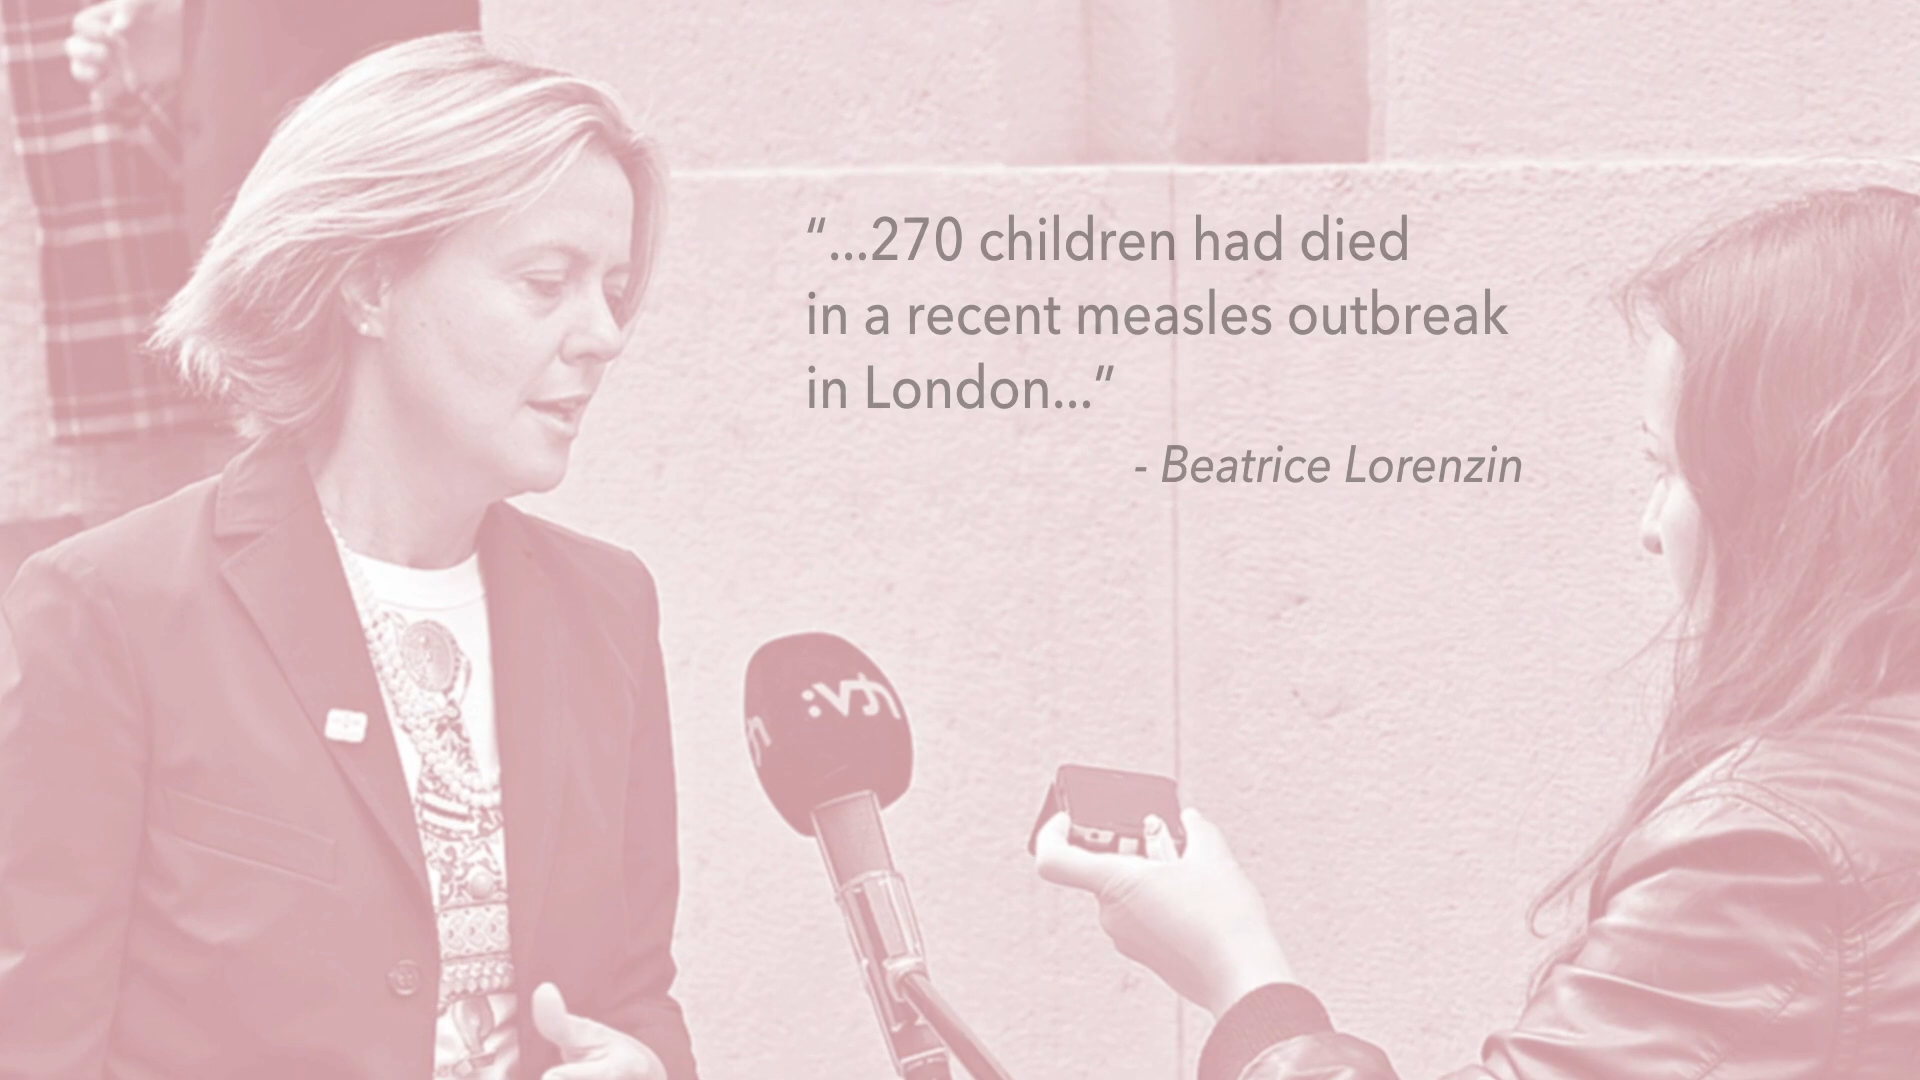 “...270 children had died
in a recent measles outbreak
in London...”
- Beatrice Lorenzin